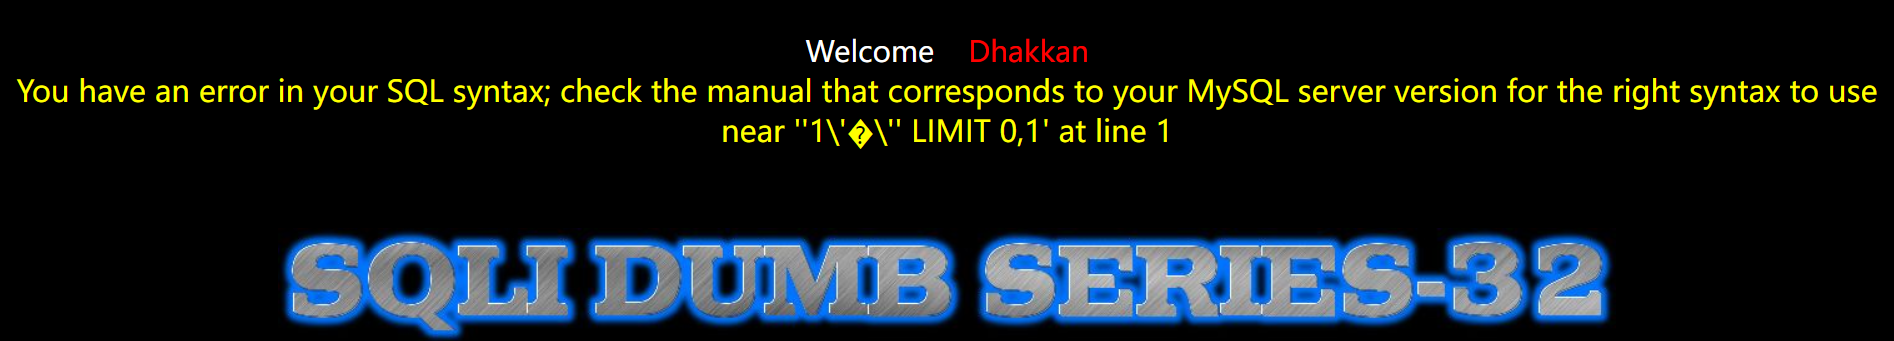 Welcome Dhakkan
You have an error in your SQL syntax; check the manual that corresponds to your MySQL server version for the right syntax to use
near ''1\'�\'' LIMIT 0,1' at line 1
SQLI DUMB SERIES-32